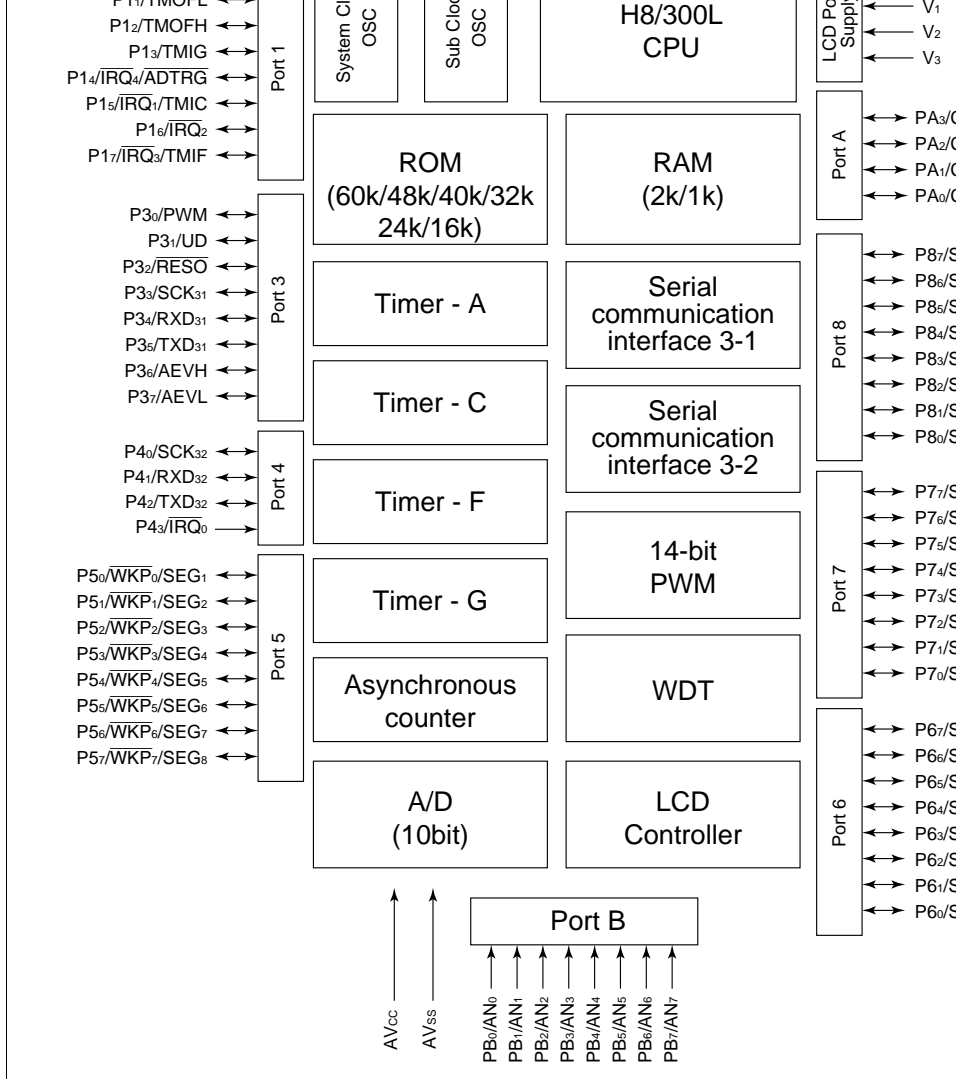 P11/TMOFL
P12/TMOFH
P13/TMIG
P14/IRQ4/ADTRG
P15/IRQ1/TMIC
P16/IRQ2
P17/IRQ3/TMIF
Port 1
System
OSC
Sub
OSC
H8/300L
CPU
LCD
Supply
V1
V2
V3
ROM
(60k/48k/40k/32k
24k/16k)
RAM
(2k/1k)
Port A
PA3/
PA2/
PA1/
PA0/
P30/PWM
P31/UD
P32/RESO
P33/SCK31
P34/RXD31
P35/TXD31
P36/AEVH
P37/AEVL
Port 3
Timer - A
Serial
communication
interface 3-1
Port 8
P87/S
P86/S
P85/S
P84/S
P83/S
P82/S
P81/S
P80/S
Timer - C
Serial
communication
interface 3-2
P40/SCK32
P41/RXD32
P42/TXD32
P43/IRQ0
Port 4
Timer - F
14-bit
PWM
Port 7
P77/S
P76/S
P75/S
P74/S
P73/S
P72/S
P71/S
P70/S
P50/WKP0/SEG1
P51/WKP1/SEG2
P52/WKP2/SEG3
P53/WKP3/SEG4
P54/WKP4/SEG5
P55/WKP5/SEG6
P56/WKP6/SEG7
P57/WKP7/SEG8
Port 5
Timer - G
Asynchronous
counter
WDT
A/D
(10bit)
LCD
Controller
Port 6
P67/S
P66/S
P65/S
P64/S
P63/S
P62/S
P61/S
P60/S
Port B
AVCC
AVSS
PB0/AN0
PB1/AN1
PB2/AN2
PB3/AN3
PB4/AN4
PB5/AN5
PB6/AN6
PB7/AN7